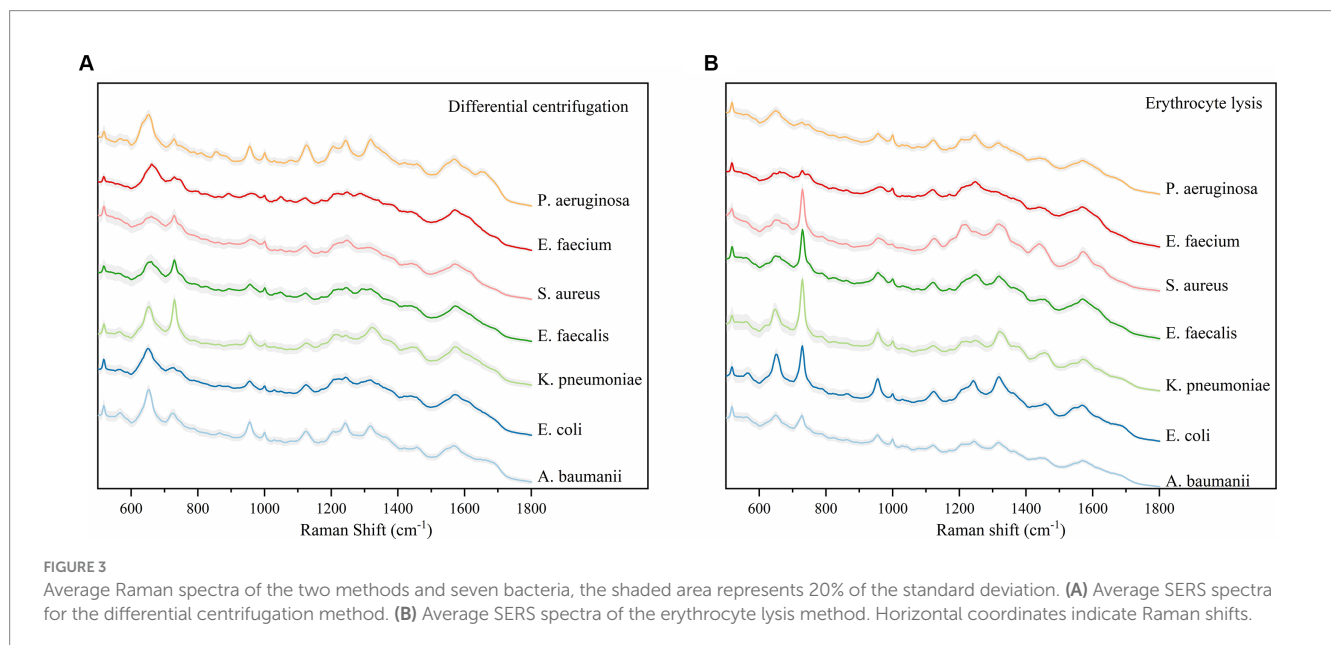 A
Differential centrifugation
P. aeruginosa
E. faecium
S. aureus
E. faecalis
K. pneumoniae
E. coli
A. baumanii
600 800 1000 1200 1400 1600 1800
Raman Shift (cm-1)
B
Erythrocyte lysis
P. aeruginosa
E. faecium
S. aureus
E. faecalis
K. pneumoniae
E. coli
A. baumanii
600 800 1000 1200 1400 1600 1800
Raman shift (cm-1)
FIGURE 3
Average Raman spectra of the two methods and seven bacteria, the shaded area represents 20% of the standard deviation. (A) Average SERS spectra
for the differential centrifugation method. (B) Average SERS spectra of the erythrocyte lysis method. Horizontal coordinates indicate Raman shifts.